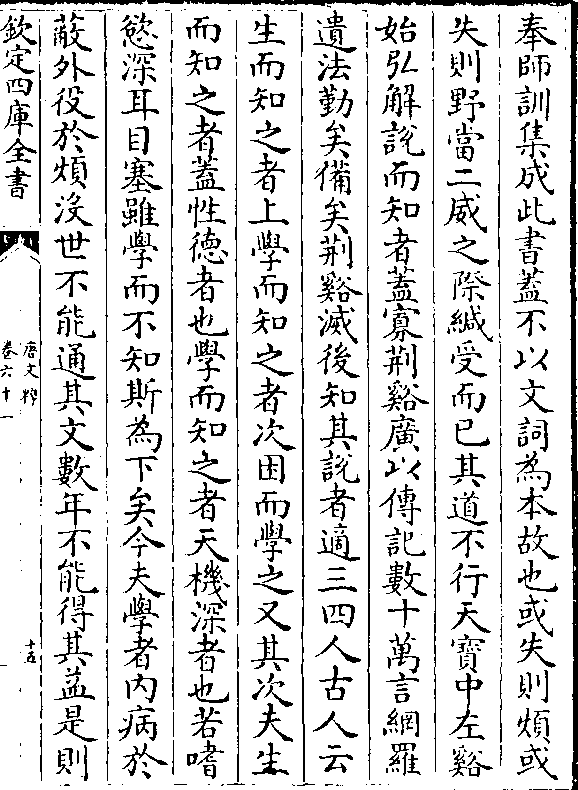 奉師訓集成此書蓋不以文詞為本故也或失則煩或
失則野當二威之際緘受而已其道不行天寶中左谿
始弘解說而知者蓋寡荆谿廣以傳記數十萬言網羅
遺法勤矣備矣荆谿滅後知其說者適三四人古人云
生而知之者上學而知之者次困而學之又其次夫生
而知之者蓋性德者也學而知之者天機深者也若嗜
慾深耳目塞雖學而不知斯為下矣今夫學者内病於
蔽外役於煩沒世不能通其文數年不能得其益是則
欽定四庫全書
唐文粹
卷六十一
十五